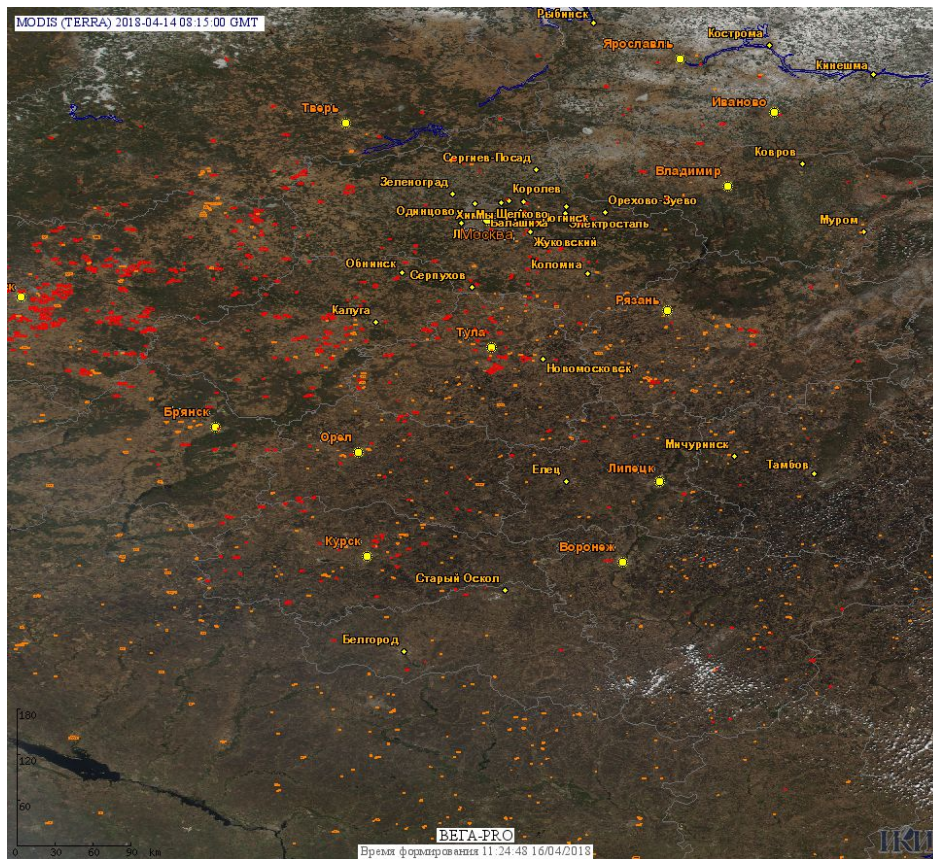 MODIS (TERRA) 2018-04-14 08:15:00 GMT
Рыбинск
Кострома
Ярославль
Кинешма
Тверь
Иваново
Ковров
Сергиев-Посад
Владимир
Зеленоград
Королев
Орехово-Зуево
Одинцово
Щелково
Балашиха
Электросталь
Муром
Москва
Жуковский
Обнинск
Коломна
Серпухов
Рязань
Калуга
Тула
Новомосковск
Брянск
Орел
Мичуринск
Елец
Липецк
Тамбов
Курск
Воронеж
Старый Оскол
Белгород
180
120
60
0 30 60 90 km
ВЕГА-PRO
Время формирования 11:24:48 16/04/2018
ИКИ